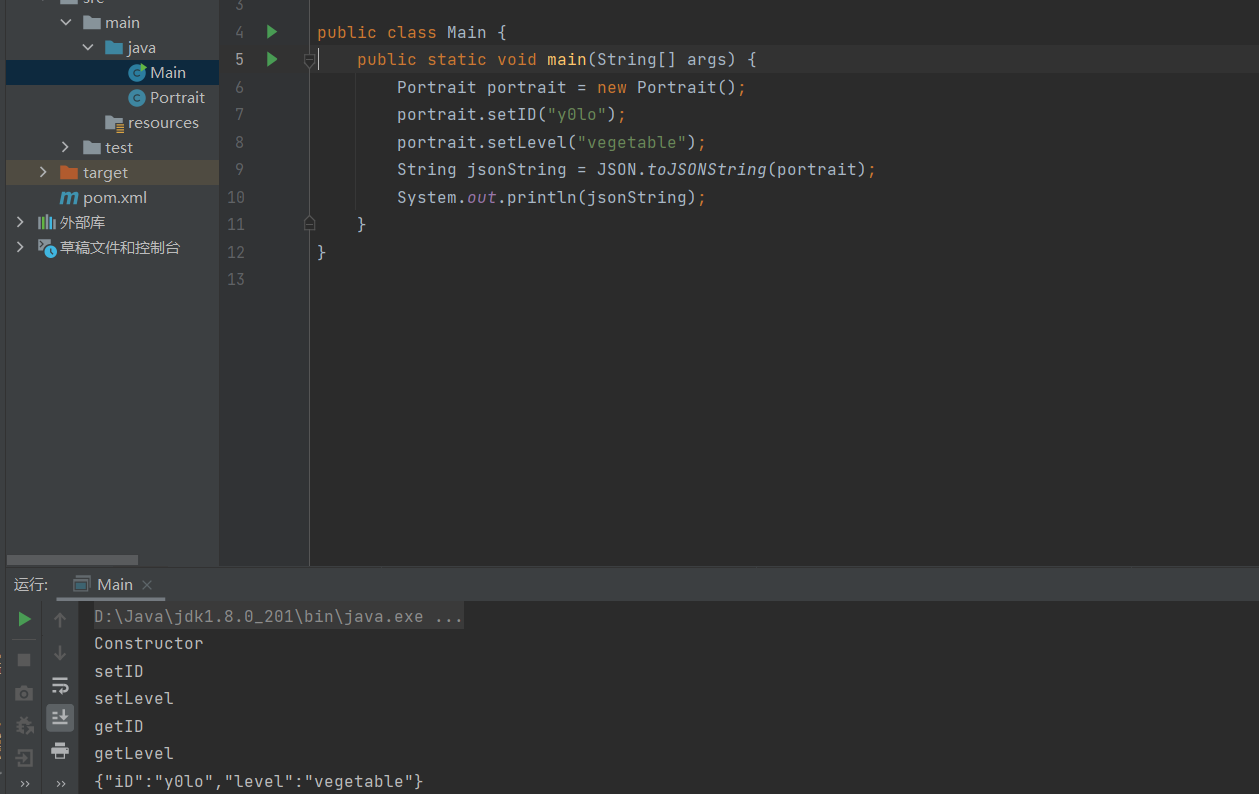 src
main
java
Main
Portrait
resources
test
target
pom.xml
外部库
草稿文件和控制台
3
4 public class Main {
5 public static void main(String[] args) {
6 Portrait portrait = new Portrait();
7 portrait.setID("y0lo");
8 portrait.setLevel("vegetable");
9 String jsonString = JSON.toJSONString(portrait);
10 System.out.println(jsonString);
11 }
12 }
13
运行: Main
D:\Java\jdk1.8.0_201\bin\java.exe ...
Constructor
setID
setLevel
getID
getLevel
{"iD":"y0lo","level":"vegetable"}